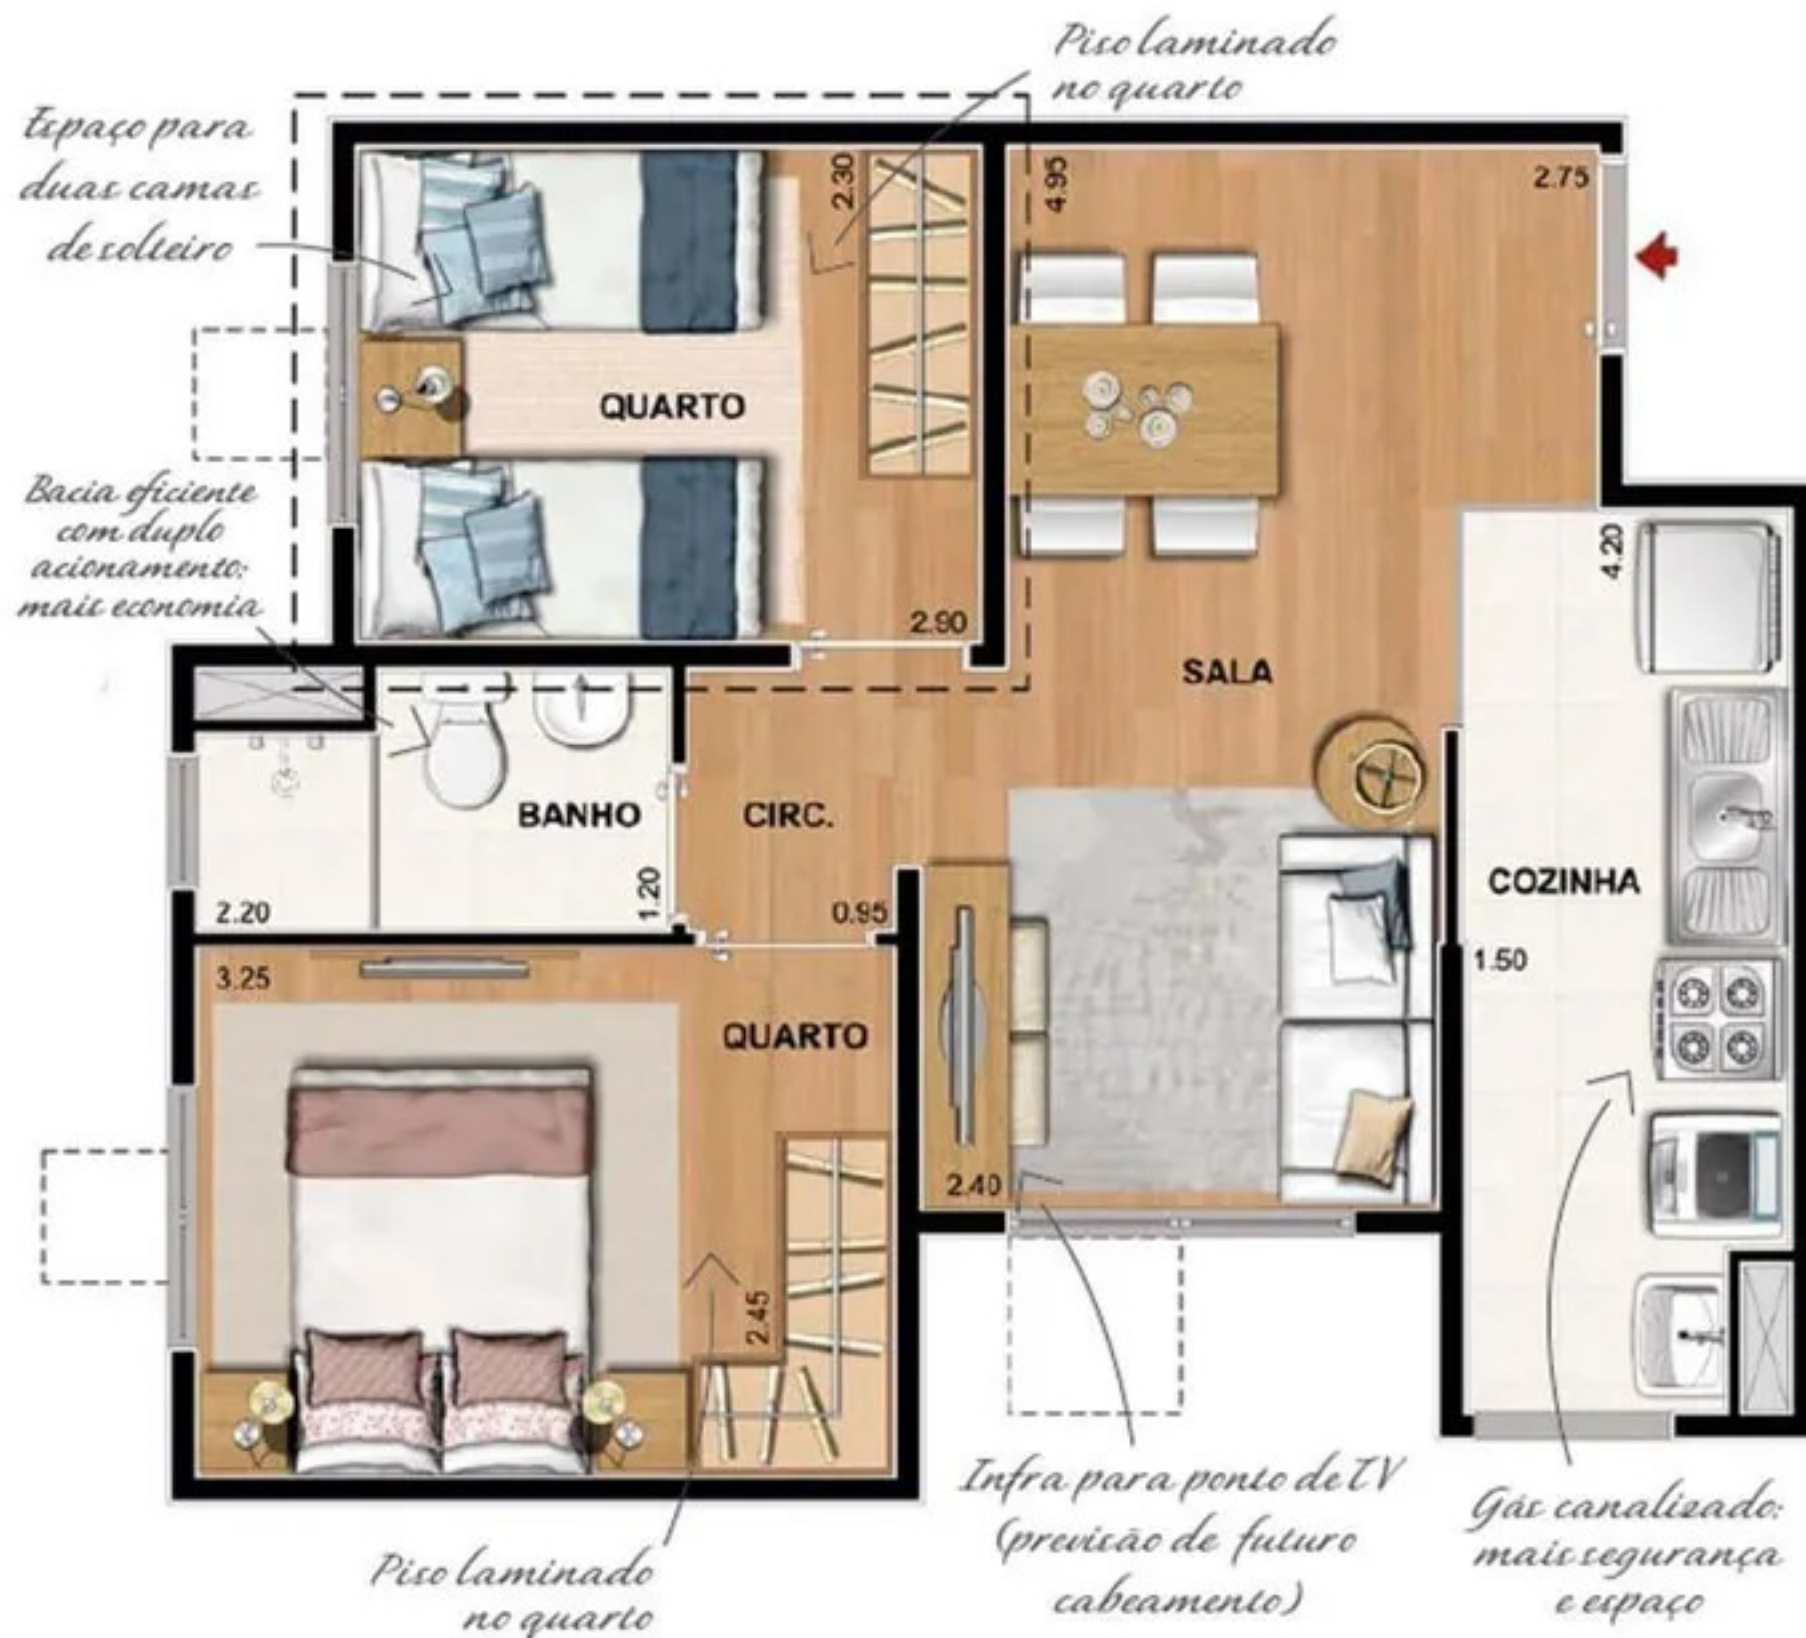 Piso laminado
no quarto
Espaço para
duas camas
de solteiro
2.30
4.95
2.75
QUARTO
Bacia eficiente
com duplo
acionamento:
mais economia
2.90
4.20
SALA
BANHO
CIRC.
COZINHA
2.20
1.20
0.95
1.50
3.25
QUARTO
2.40
2.45
Infra para ponto de TV
(previsão de futuro
cabeamento)
Gás canalizado:
mais segurança
e espaço
Piso laminado
no quarto